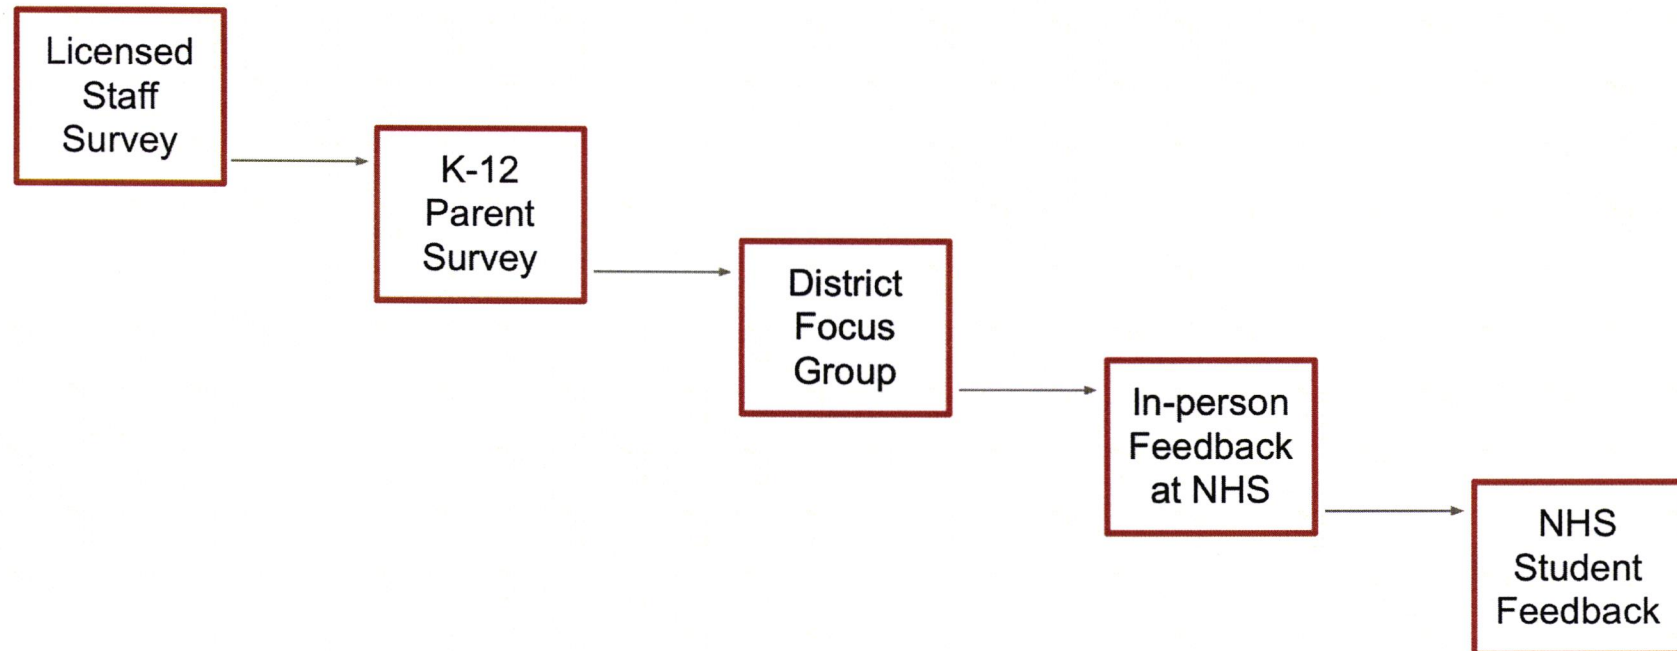 Licensed
Staff
Survey
K-12
Parent
Survey
District
Focus
Group
In-person
Feedback
at NHS
NHS
Student
Feedback